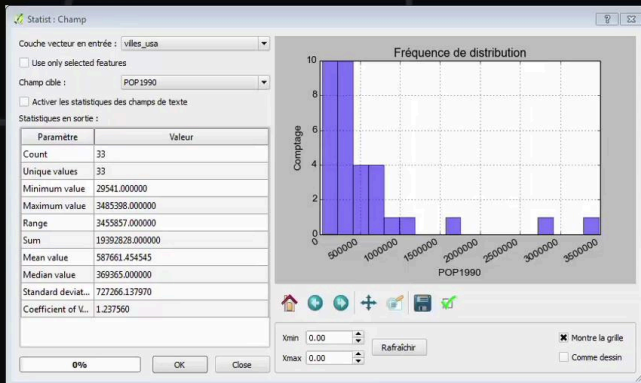 Statist : Champ
Couche vecteur en entrée : villes_usa
Use only selected features
Champ cible : POP1990
Activer les statistiques des champs de texte
Statistiques en sortie :
Paramètre Valeur
Count 33
Unique values 33
Minimum value 29541.000000
Maximum value 3485398.000000
Range 3455857.000000
Sum 19392828.000000
Mean value 587661.454545
Median value 369365.000000
Standard deviat... 727266.137970
Coefficient of V... 1.237560
0% OK Close
Fréquence de distribution
Comptage
10
8
6
4
2
0
0 500000 1000000 1500000 2000000 2500000 3000000 3500000
POP1990
Xmin 0.00
Xmax 0.00
Rafraîchir
Montre la grille
Comme dessin